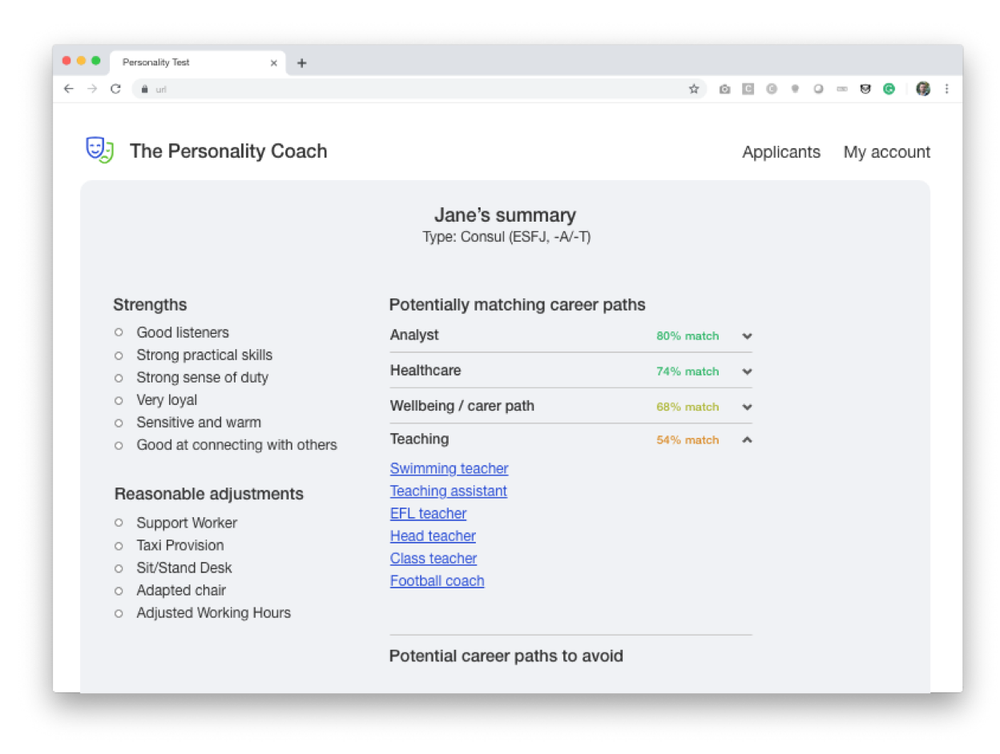 Personality Test
url
The Personality Coach
Applicants
My account
Jane’s summary
Type: Consul (ESFJ, -A/-T)
Strengths
Good listeners
Strong practical skills
Strong sense of duty
Very loyal
Sensitive and warm
Good at connecting with others
Reasonable adjustments
Support Worker
Taxi Provision
Sit/Stand Desk
Adapted chair
Adjusted Working Hours
Potentially matching career paths
Analyst 80% match
Healthcare 74% match
Wellbeing / carer path 68% match
Teaching 54% match
Swimming teacher
Teaching assistant
EFL teacher
Head teacher
Class teacher
Football coach
Potential career paths to avoid